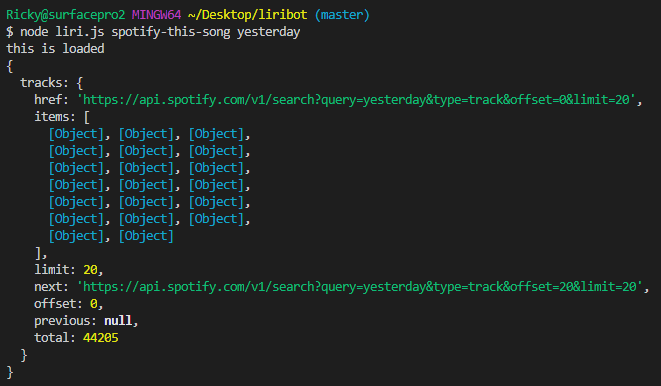 Ricky@surfacepro2 MINGW64 ~/Desktop/liribot (master)
$ node liri.js spotify-this-song yesterday
this is loaded
{
  tracks: {
    href: 'https://api.spotify.com/v1/search?query=yesterday&type=track&offset=0&limit=20',
    items: [
      [Object], [Object], [Object],
      [Object], [Object], [Object],
      [Object], [Object], [Object],
      [Object], [Object], [Object],
      [Object], [Object], [Object],
      [Object], [Object], [Object],
      [Object], [Object]
    ],
    limit: 20,
    next: 'https://api.spotify.com/v1/search?query=yesterday&type=track&offset=20&limit=20',
    offset: 0,
    previous: null,
    total: 44205
  }
}